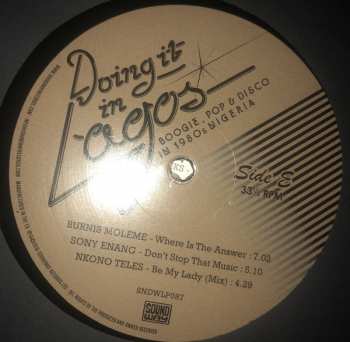 Doing it
in
Lagos
BOOGIE, POP & DISCO
IN 1980s NIGERIA
Side E
33⅓ RPM
BURNIS MOLEME - Where Is The Answer : 7.03
SONY ENANG - Don't Stop That Music : 5.10
NKONO TELES - Be My Lady (Mix) : 4.29
SNDWLP087
SOUND
WAY